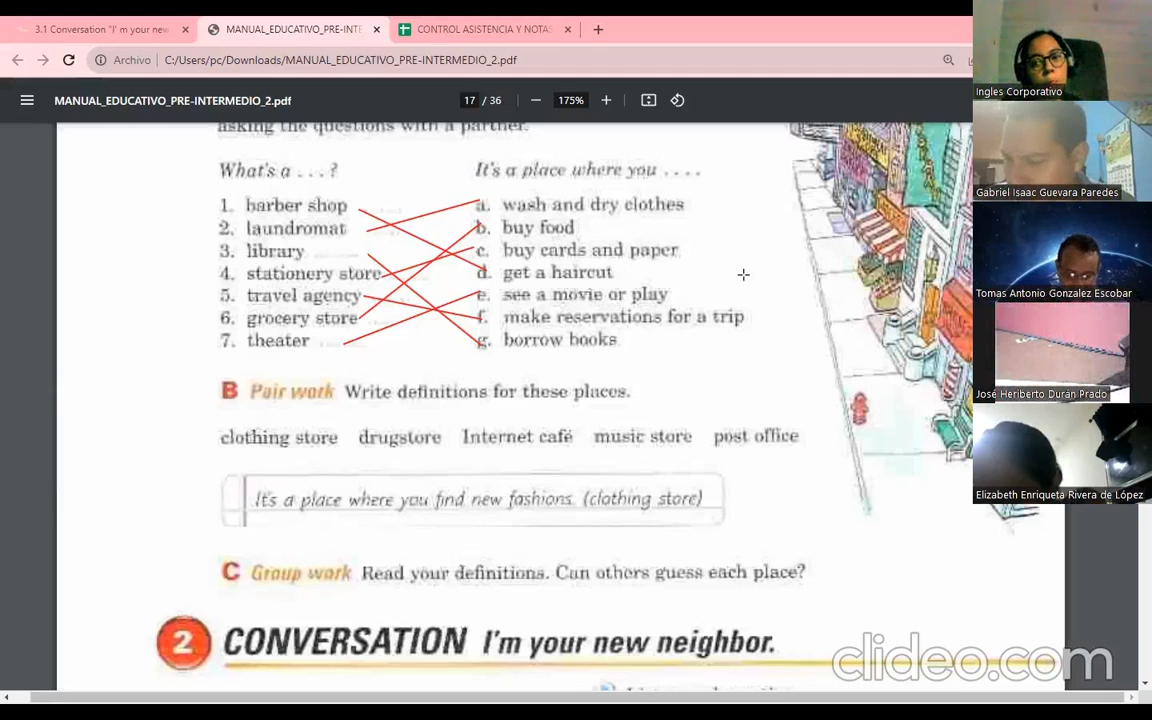 3.1 Conversation "I' m your new
MANUAL_EDUCATIVO_PRE-INTE
CONTROL ASISTENCIA Y NOTAS
Archivo
C:/Users/pc/Downloads/MANUAL_EDUCATIVO_PRE-INTERMEDIO_2.pdf
MANUAL_EDUCATIVO_PRE-INTERMEDIO_2.pdf
17 / 36
175%
asking the questions with a partner.
What's a . . . ?
It's a place where you . . . .
1. barber shop
2. laundromat
3. library
4. stationery store
5. travel agency
6. grocery store
7. theater
a. wash and dry clothes
b. buy food
c. buy cards and paper
d. get a haircut
e. see a movie or play
f. make reservations for a trip
g. borrow books
B Pair work Write definitions for these places.
clothing store drugstore Internet café music store post office
It's a place where you find new fashions. (clothing store)
C Group work Read your definitions. Can others guess each place?
2 CONVERSATION I'm your new neighbor.
Ingles Corporativo
Gabriel Isaac Guevara Paredes
Tomas Antonio Gonzalez Escobar
José Heriberto Durán Prado
Elizabeth Enriqueta Rivera de López
clideo.com